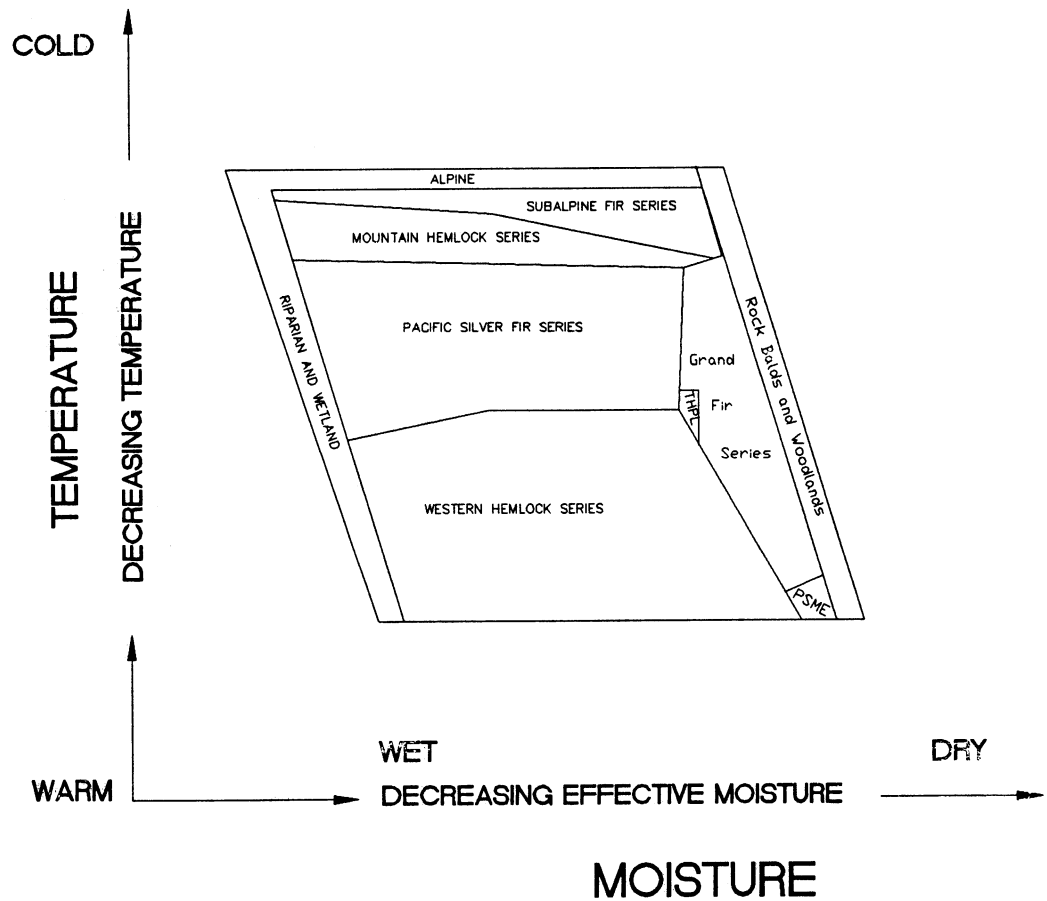 COLD
ALPINE
SUBALPINE FIR SERIES
MOUNTAIN HEMLOCK SERIES
TEMPERATURE
DECREASING TEMPERATURE
RIPARIAN AND WETLAND
PACIFIC SILVER FIR SERIES
Rock Balds and Woodlands
Grand
THPL
Fir
Series
WESTERN HEMLOCK SERIES
PSME
WET
DRY
WARM
DECREASING EFFECTIVE MOISTURE
MOISTURE